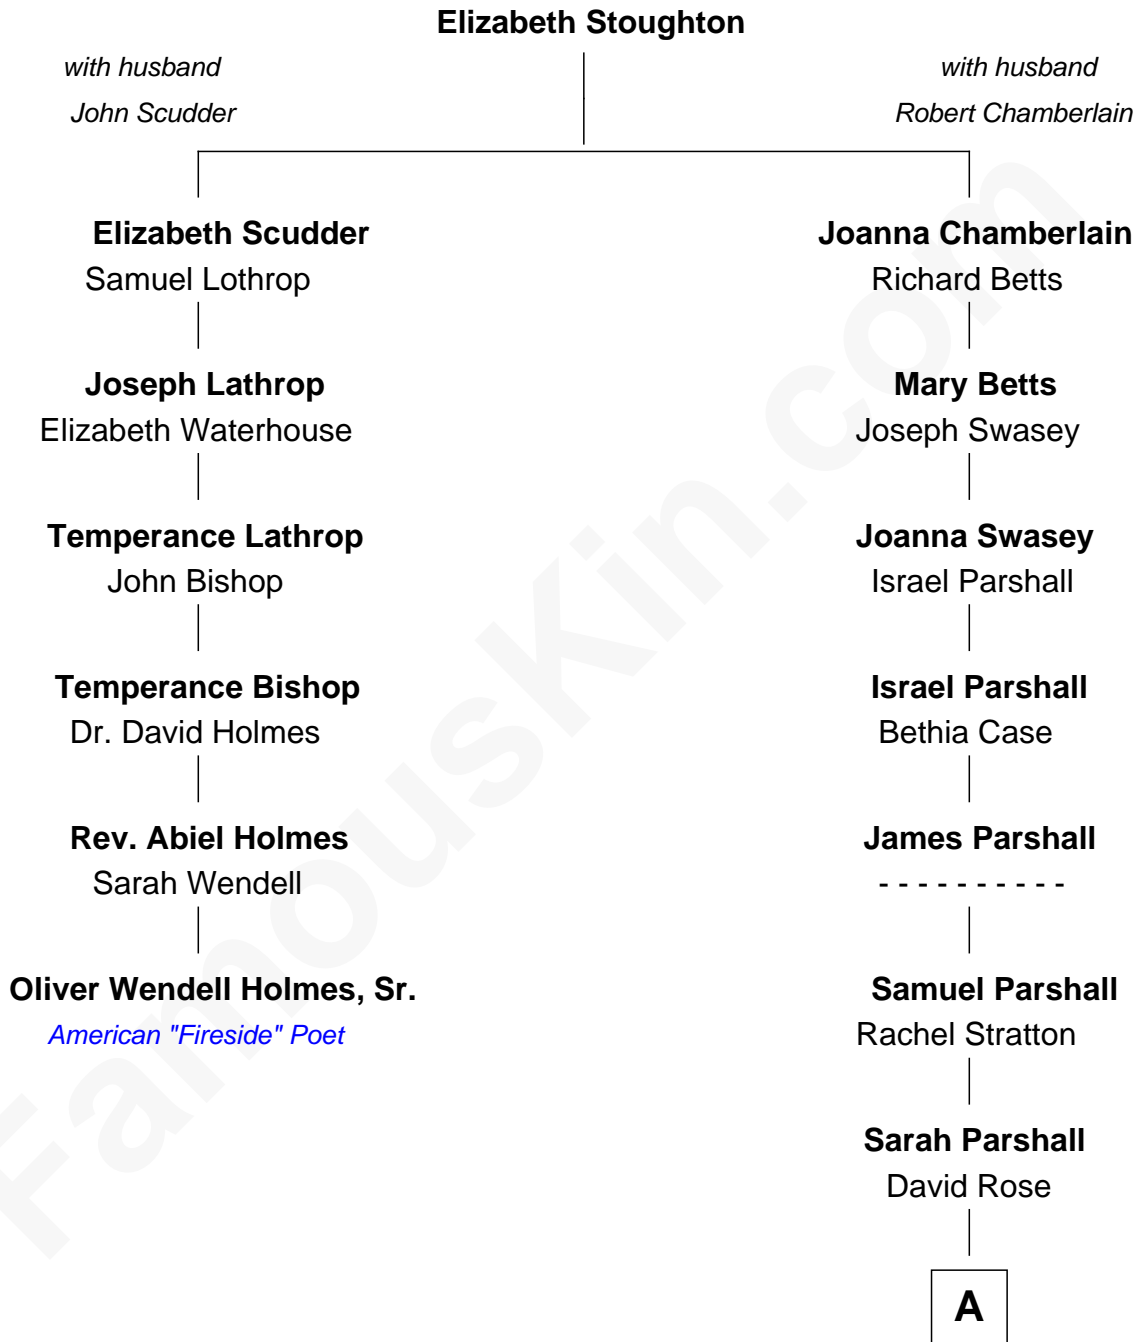 Elizabeth Stoughton
with husband
John Scudder
with husband
Robert Chamberlain
Elizabeth Scudder
Samuel Lothrop
Joseph Lathrop
Elizabeth Waterhouse
Temperance Lathrop
John Bishop
Temperance Bishop
Dr. David Holmes
Rev. Abiel Holmes
Sarah Wendell
Oliver Wendell Holmes, Sr.
American "Fireside" Poet
Joanna Chamberlain
Richard Betts
Mary Betts
Joseph Swasey
Joanna Swasey
Israel Parshall
Israel Parshall
Bethia Case
James Parshall
- - - - - - - - - -
Samuel Parshall
Rachel Stratton
Sarah Parshall
David Rose
A
FamousKin.com